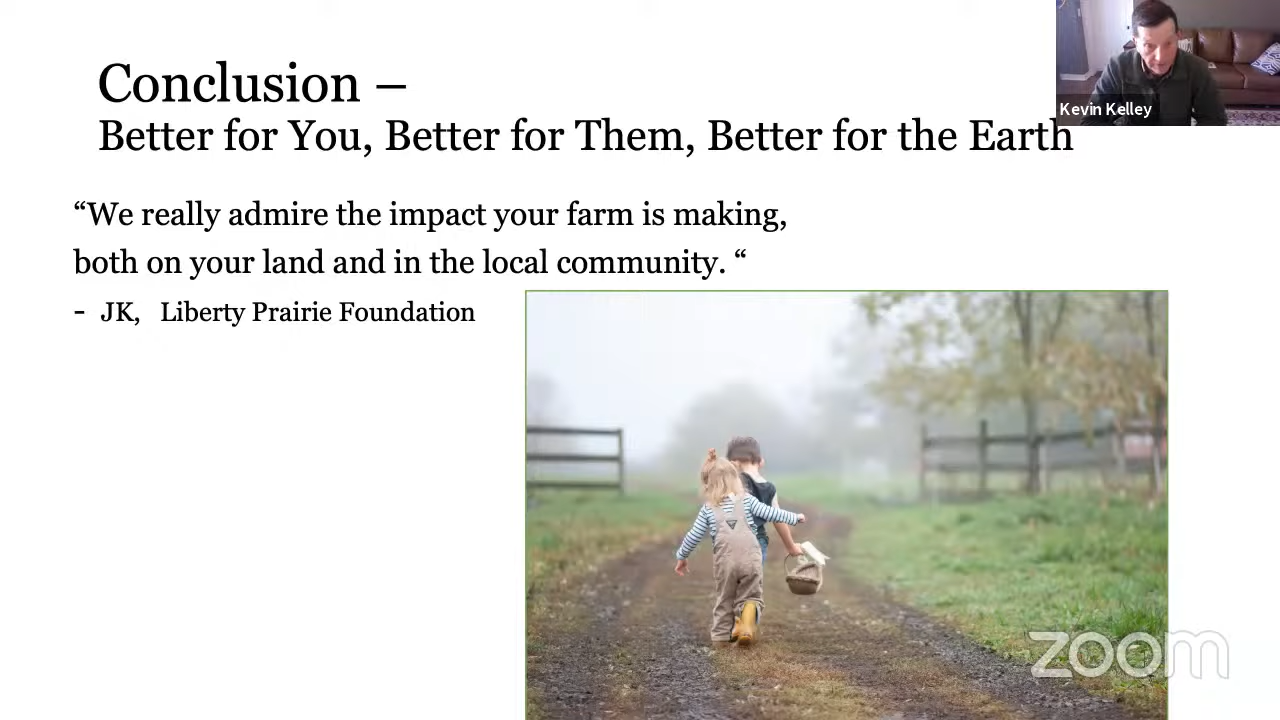 Conclusion –
Better for You, Better for Them, Better for the Earth
Kevin Kelley
“We really admire the impact your farm is making,
both on your land and in the local community. “
- JK, Liberty Prairie Foundation
zoom